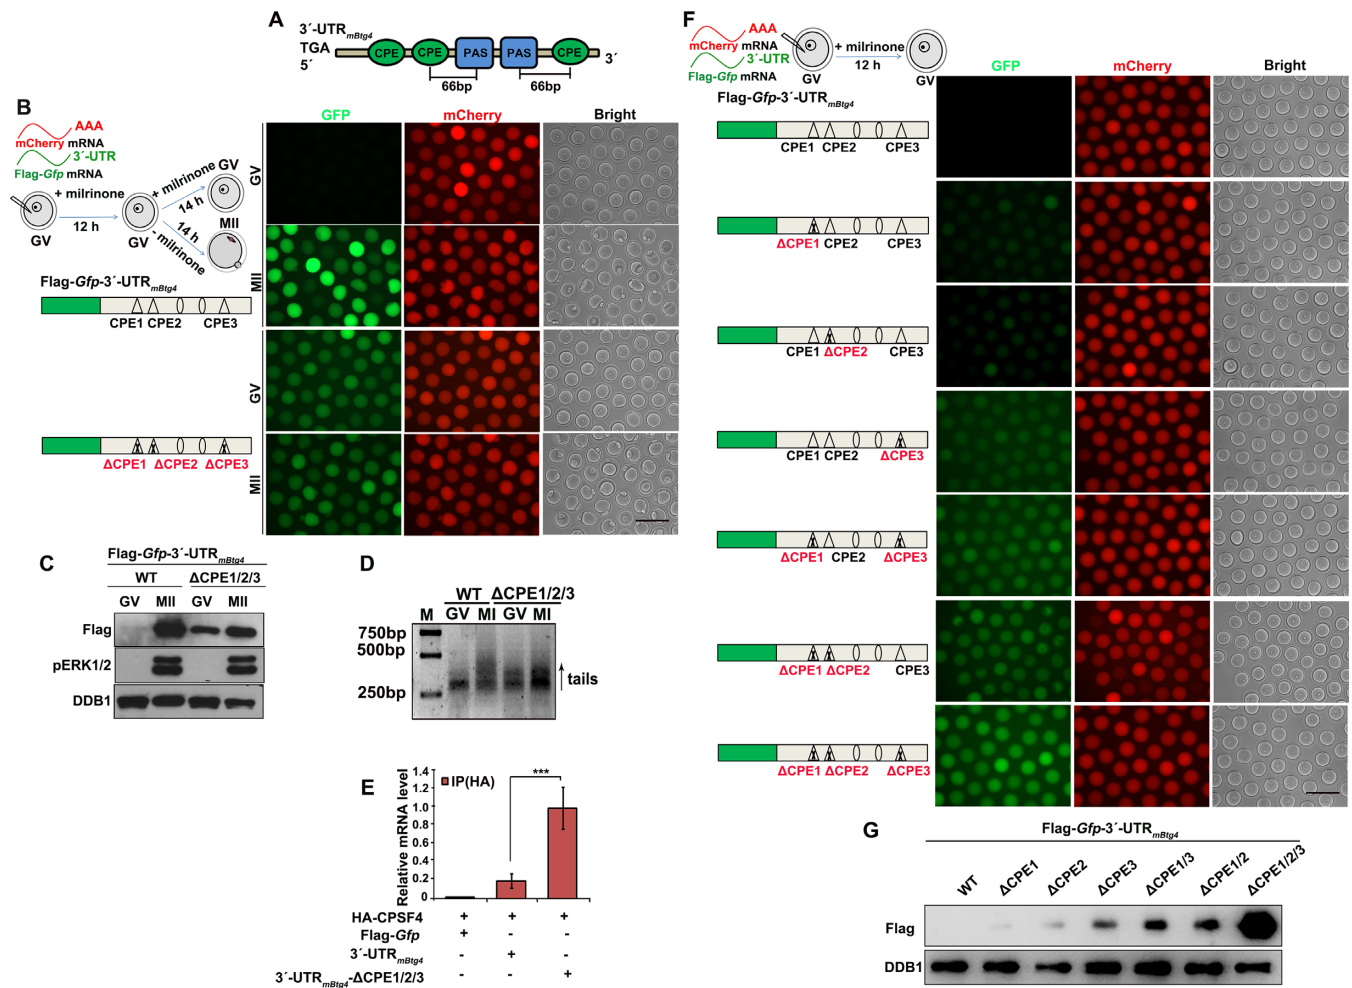 A
3´-UTRmBtg4
TGA
5´
CPE CPE PAS PAS CPE
3´
66bp 66bp
B
AAA
mCherry mRNA
3´-UTR
Flag-Gfp mRNA
+ milrinone
12 h
GV
GV
+ milrinone
14 h
GV
14 h
- milrinone
MII
GFP mCherry Bright
GV
MII
GV
MII
Flag-Gfp-3´-UTRmBtg4
CPE1 CPE2 CPE3
ΔCPE1 ΔCPE2 ΔCPE3
C
Flag-Gfp-3´-UTRmBtg4
WT ΔCPE1/2/3
GV MII GV MII
Flag
pERK1/2
DDB1
D
WT ΔCPE1/2/3
M GV MI GV MI
750bp
500bp
250bp
tails
E
Relative mRNA level
1.4
1.2
1.0
0.8
0.6
0.4
0.2
0
IP(HA)
***
HA-CPSF4 + + +
Flag-Gfp + - -
3´-UTRmBtg4 - + -
3´-UTRmBtg4-ΔCPE1/2/3 - - +
F
AAA
mCherry mRNA
3´-UTR
Flag-Gfp mRNA
+ milrinone
12 h
GV
GV
GFP mCherry Bright
Flag-Gfp-3´-UTRmBtg4
CPE1 CPE2 CPE3
ΔCPE1 CPE2 CPE3
CPE1 ΔCPE2 CPE3
CPE1 CPE2 ΔCPE3
ΔCPE1 CPE2 ΔCPE3
ΔCPE1 ΔCPE2 CPE3
ΔCPE1 ΔCPE2 ΔCPE3
G
Flag-Gfp-3´-UTRmBtg4
WT ΔCPE1 ΔCPE2 ΔCPE3 ΔCPE1/3 ΔCPE1/2 ΔCPE1/2/3
Flag
DDB1